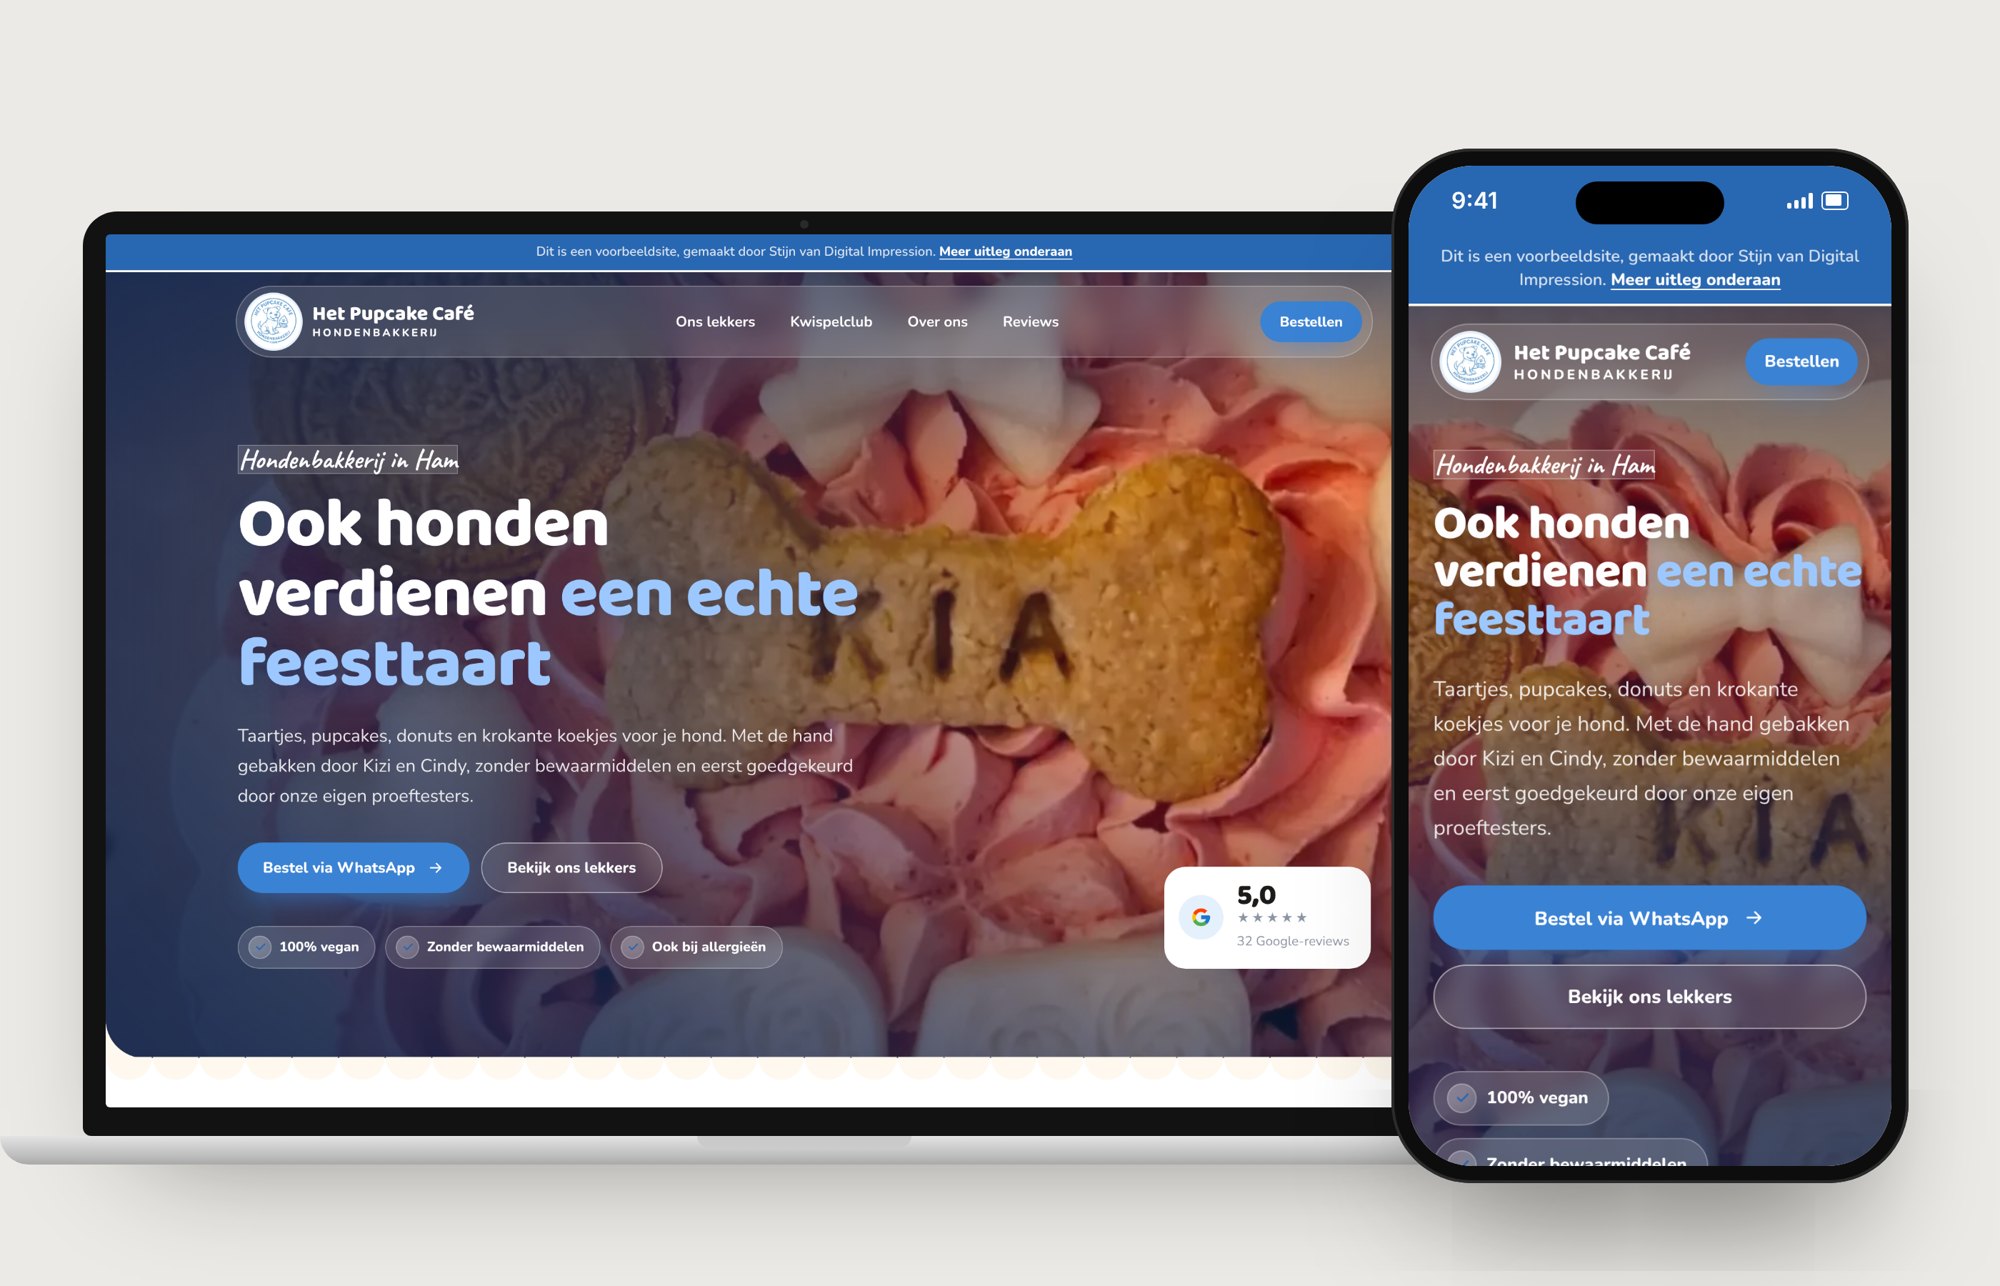 Dit is een voorbeeldsite, gemaakt door Stijn van Digital Impression. Meer uitleg onderaan
Het Pupcake Café
HONDENBAKKERIJ
Ons lekkers
Kwispelclub
Over ons
Reviews
Bestellen
Hondenbakkerij in Ham
Ook honden
verdienen een echte
feesttaart
KIA
Taartjes, pupcakes, donuts en krokante koekjes voor je hond. Met de hand
gebakken door Kizi en Cindy, zonder bewaarmiddelen en eerst goedgekeurd
door onze eigen proeftesters.
Bestel via WhatsApp →
Bekijk ons lekkers
100% vegan
Zonder bewaarmiddelen
Ook bij allergieën
5,0
★★★★★
32 Google-reviews
9:41
Dit is een voorbeeldsite, gemaakt door Stijn van Digital
Impression. Meer uitleg onderaan
Het Pupcake Café
HONDENBAKKERIJ
Bestellen
Hondenbakkerij in Ham
Ook honden
verdienen een echte
feesttaart
Taartjes, pupcakes, donuts en krokante
koekjes voor je hond. Met de hand gebakken
door Kizi en Cindy, zonder bewaarmiddelen
en eerst goedgekeurd door onze eigen
proeftesters.
KIA
Bestel via WhatsApp →
Bekijk ons lekkers
100% vegan
Zonder bewaarmiddelen